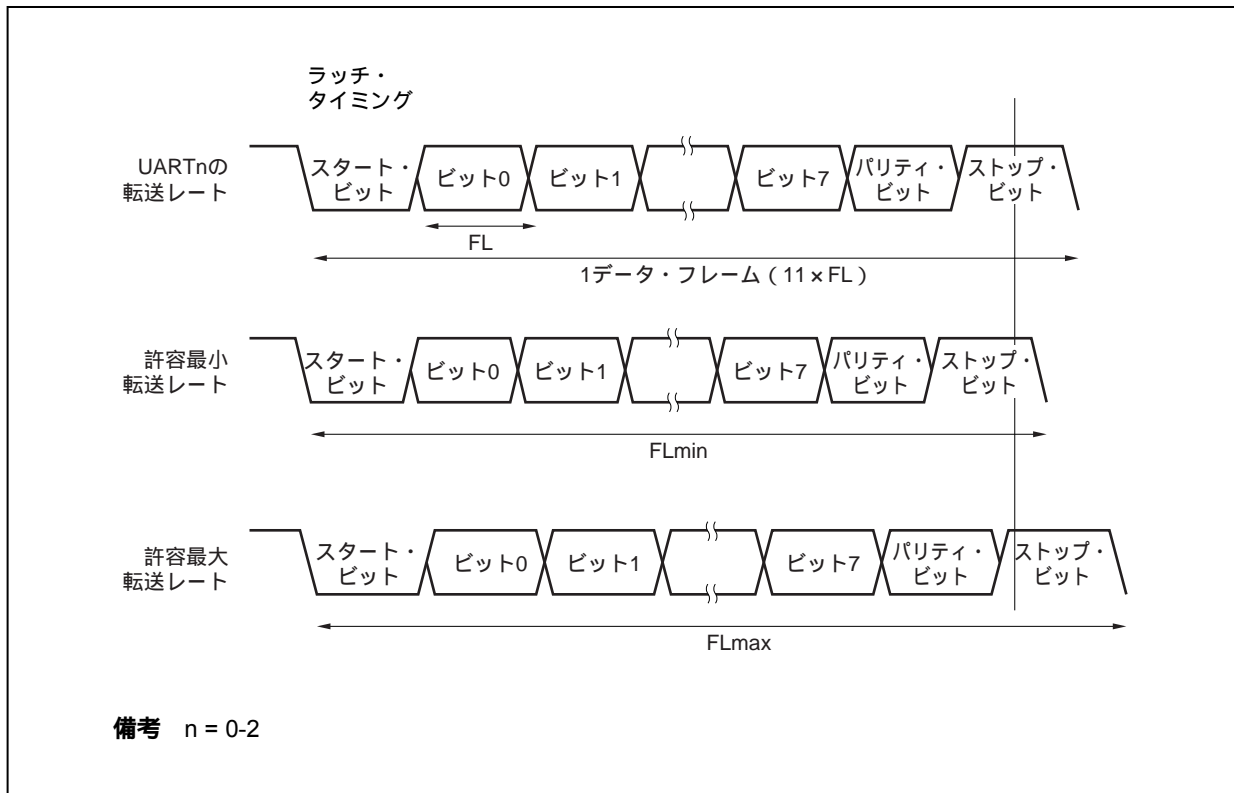 ラッチ・
タイミング
UARTnの
転送レート
スタート・
ビット
ビット0
ビット1
ビット7
パリティ・
ビット
ストップ・
ビット
FL
1データ・フレーム（11×FL）
許容最小
転送レート
スタート・
ビット
ビット0
ビット1
ビット7
パリティ・
ビット
ストップ・
ビット
FLmin
許容最大
転送レート
スタート・
ビット
ビット0
ビット1
ビット7
パリティ・
ビット
ストップ・
ビット
FLmax
備考 n = 0-2